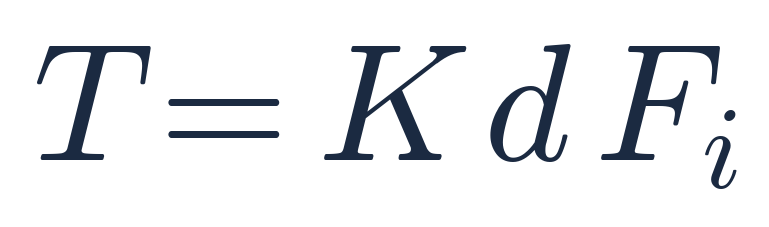 T = K d F_i